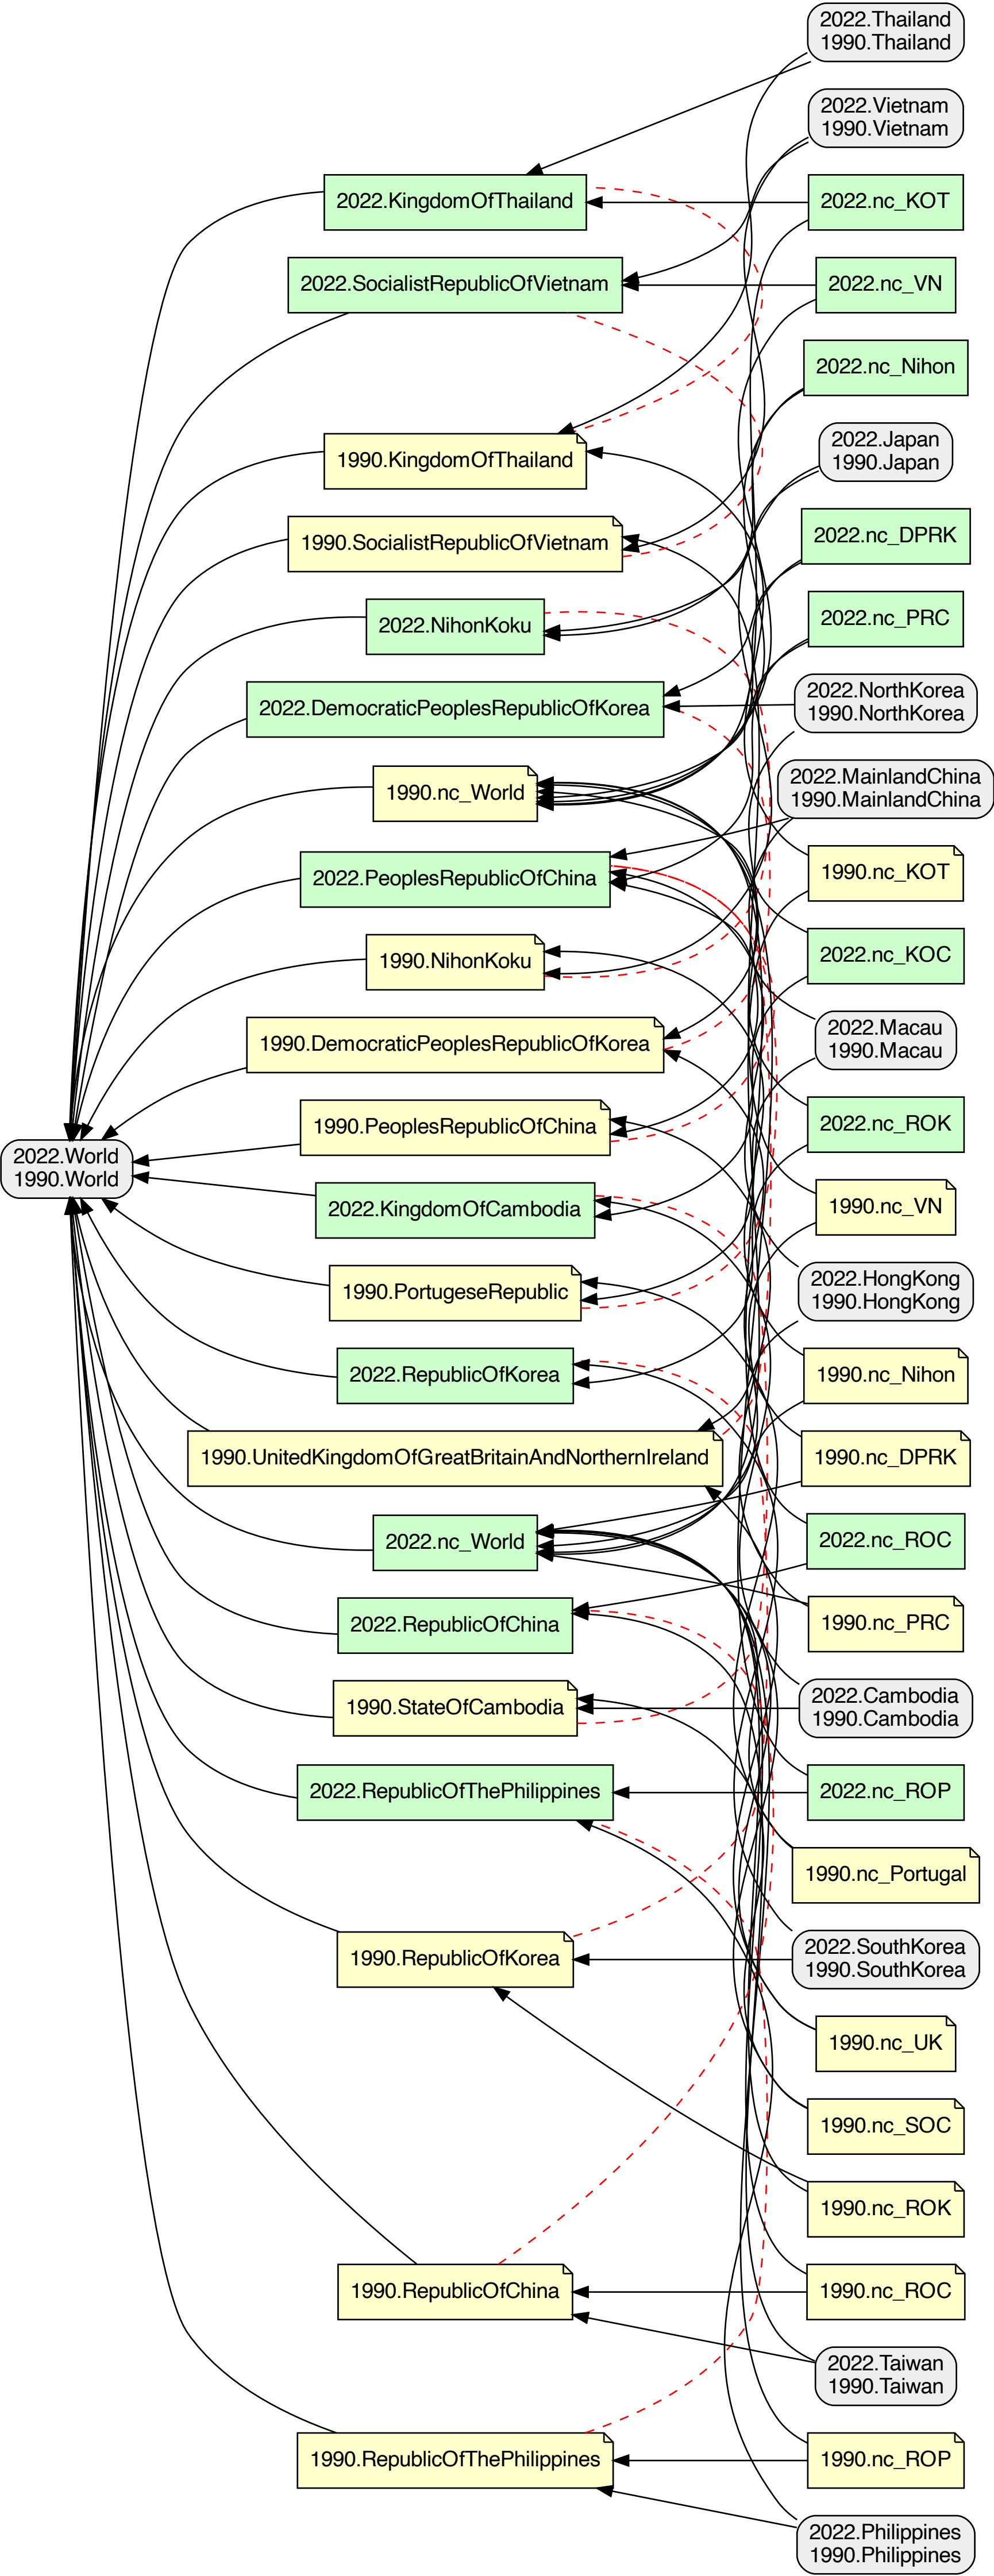 2022.Thailand
1990.Thailand
2022.Vietnam
1990.Vietnam
2022.KingdomOfThailand
2022.nc_KOT
2022.SocialistRepublicOfVietnam
2022.nc_VN
2022.nc_Nihon
2022.Japan
1990.Japan
1990.KingdomOfThailand
2022.nc_DPRK
1990.SocialistRepublicOfVietnam
2022.nc_PRC
2022.NihonKoku
2022.NorthKorea
1990.NorthKorea
2022.DemocraticPeoplesRepublicOfKorea
2022.MainlandChina
1990.MainlandChina
1990.nc_World
1990.nc_KOT
2022.PeoplesRepublicOfChina
2022.nc_KOC
1990.NihonKoku
2022.Macau
1990.Macau
1990.DemocraticPeoplesRepublicOfKorea
2022.nc_ROK
1990.PeoplesRepublicOfChina
2022.World
1990.World
1990.nc_VN
2022.KingdomOfCambodia
2022.HongKong
1990.HongKong
1990.PortugeseRepublic
1990.nc_Nihon
2022.RepublicOfKorea
1990.nc_DPRK
1990.UnitedKingdomOfGreatBritainAndNorthernIreland
2022.nc_ROC
2022.nc_World
1990.nc_PRC
2022.RepublicOfChina
2022.Cambodia
1990.Cambodia
1990.StateOfCambodia
2022.nc_ROP
2022.RepublicOfThePhilippines
1990.nc_Portugal
2022.SouthKorea
1990.SouthKorea
1990.RepublicOfKorea
1990.nc_UK
1990.nc_SOC
1990.nc_ROK
1990.RepublicOfChina
1990.nc_ROC
2022.Taiwan
1990.Taiwan
1990.RepublicOfThePhilippines
1990.nc_ROP
2022.Philippines
1990.Philippines